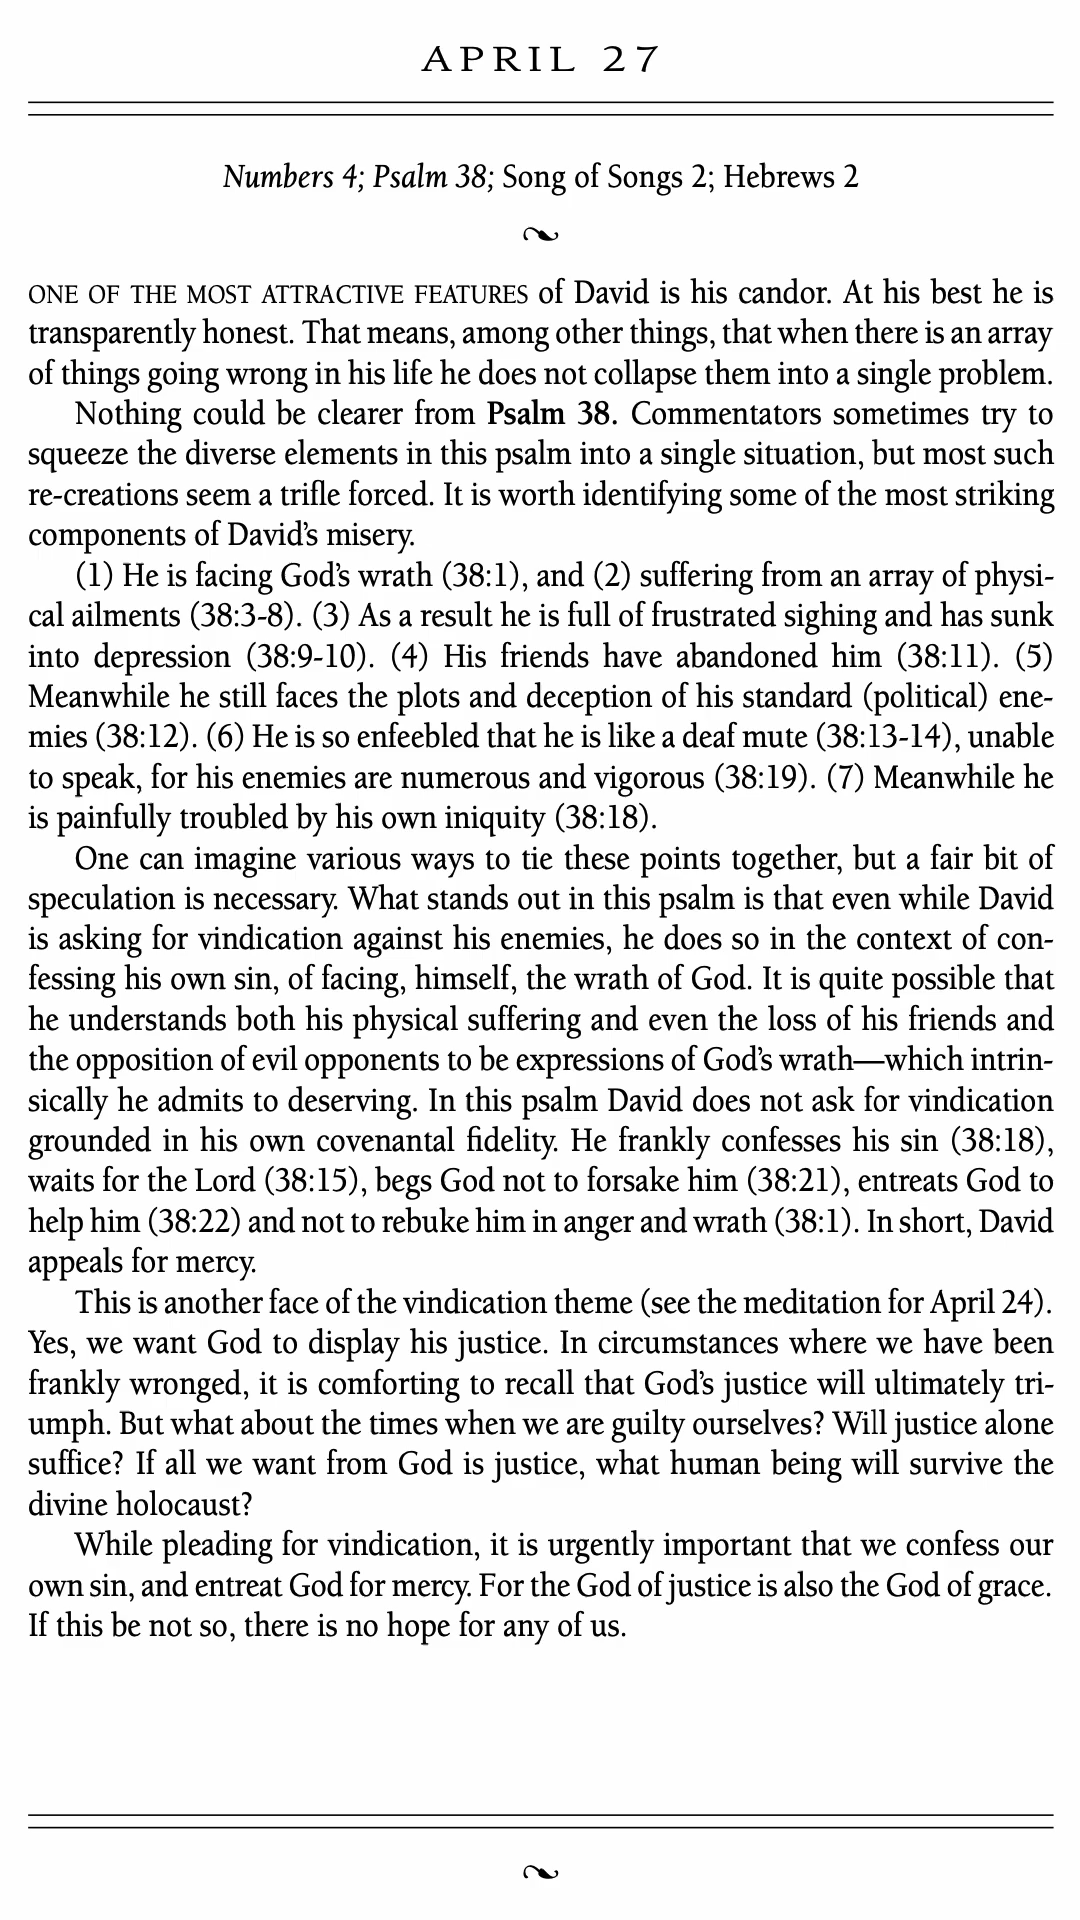 APRIL 27
Numbers 4; Psalm 38; Song of Songs 2; Hebrews 2
ONE OF THE MOST ATTRACTIVE FEATURES of David is his candor. At his best he is
transparently honest. That means, among other things, that when there is an array
of things going wrong in his life he does not collapse them into a single problem.
Nothing could be clearer from Psalm 38. Commentators sometimes try to
squeeze the diverse elements in this psalm into a single situation, but most such
re-creations seem a trifle forced. It is worth identifying some of the most striking
components of David's misery.
(1) He is facing God's wrath (38:1), and (2) suffering from an array of physi-
cal ailments (38:3-8). (3) As a result he is full of frustrated sighing and has sunk
into depression (38:9-10). (4) His friends have abandoned him (38:11). (5)
Meanwhile he still faces the plots and deception of his standard (political) ene-
mies (38:12). (6) He is so enfeebled that he is like a deaf mute (38:13-14), unable
to speak, for his enemies are numerous and vigorous (38:19). (7) Meanwhile he
is painfully troubled by his own iniquity (38:18).
One can imagine various ways to tie these points together, but a fair bit of
speculation is necessary. What stands out in this psalm is that even while David
is asking for vindication against his enemies, he does so in the context of con-
fessing his own sin, of facing, himself, the wrath of God. It is quite possible that
he understands both his physical suffering and even the loss of his friends and
the opposition of evil opponents to be expressions of God's wrath—which intrin-
sically he admits to deserving. In this psalm David does not ask for vindication
grounded in his own covenantal fidelity. He frankly confesses his sin (38:18),
waits for the Lord (38:15), begs God not to forsake him (38:21), entreats God to
help him (38:22) and not to rebuke him in anger and wrath (38:1). In short, David
appeals for mercy.
This is another face of the vindication theme (see the meditation for April 24).
Yes, we want God to display his justice. In circumstances where we have been
frankly wronged, it is comforting to recall that God's justice will ultimately tri-
umph. But what about the times when we are guilty ourselves? Will justice alone
suffice? If all we want from God is justice, what human being will survive the
divine holocaust?
While pleading for vindication, it is urgently important that we confess our
own sin, and entreat God for mercy. For the God of justice is also the God of grace.
If this be not so, there is no hope for any of us.